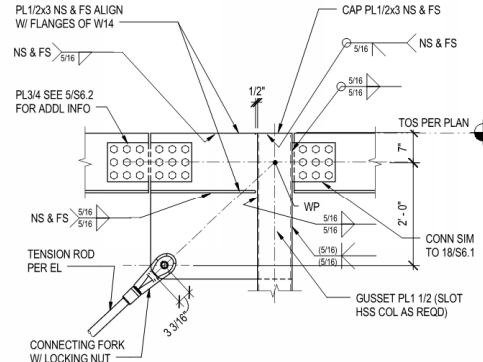 PL1/2x3 NS & FS ALIGN
W/ FLANGES OF W14
CAP PL1/2x3 NS & FS
NS & FS
5/16
5/16
NS & FS
5/16
5/16
PL3/4 SEE 5/S6.2
FOR ADDL INFO
1/2"
TOS PER PLAN
7"
2' - 0"
WP
NS & FS
5/16
5/16
5/16
5/16
CONN SIM
TO 18/S6.1
TENSION ROD
PER EL
(5/16)
(5/16)
GUSSET PL1 1/2 (SLOT
HSS COL AS REQD)
3 3/16"
CONNECTING FORK
W/ LOCKING NUT